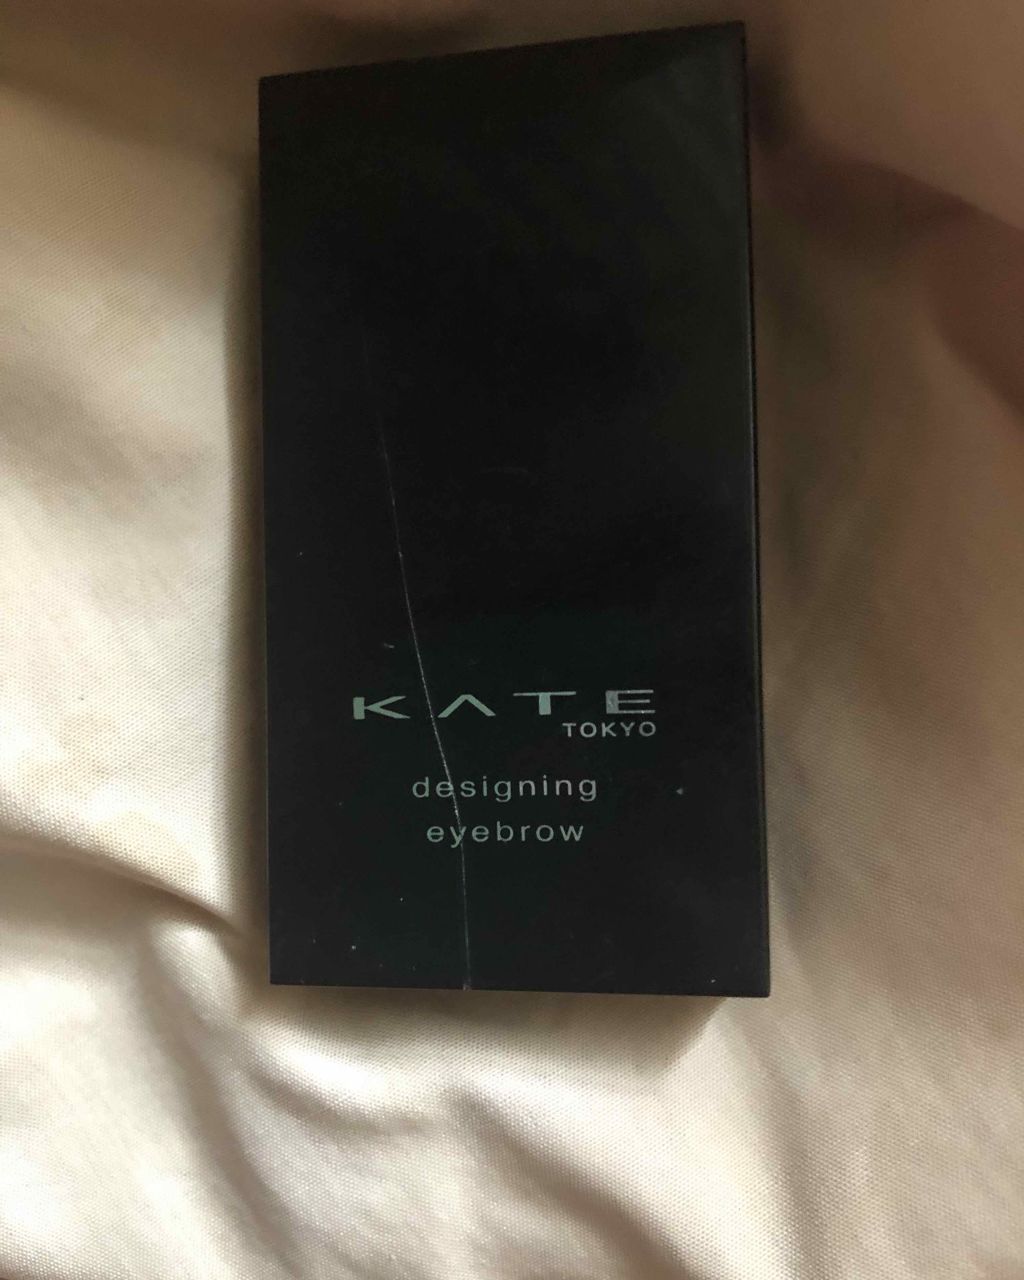 KATE
TOKYO
designing
eyebrow